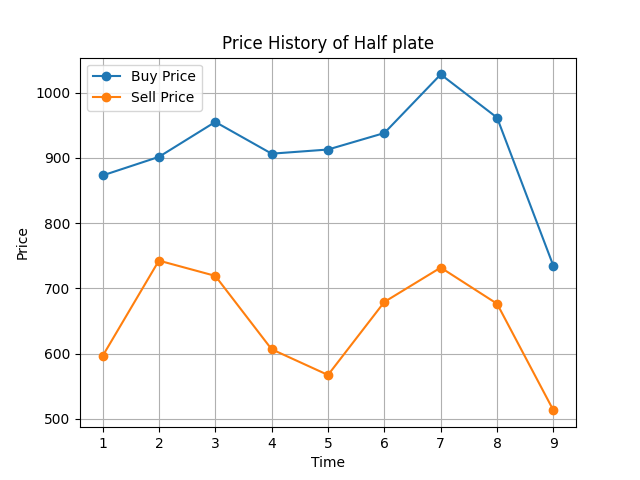 Price History of Half plate
Buy Price
Sell Price
1000
900
800
700
600
500
Price
1 2 3 4 5 6 7 8 9
Time